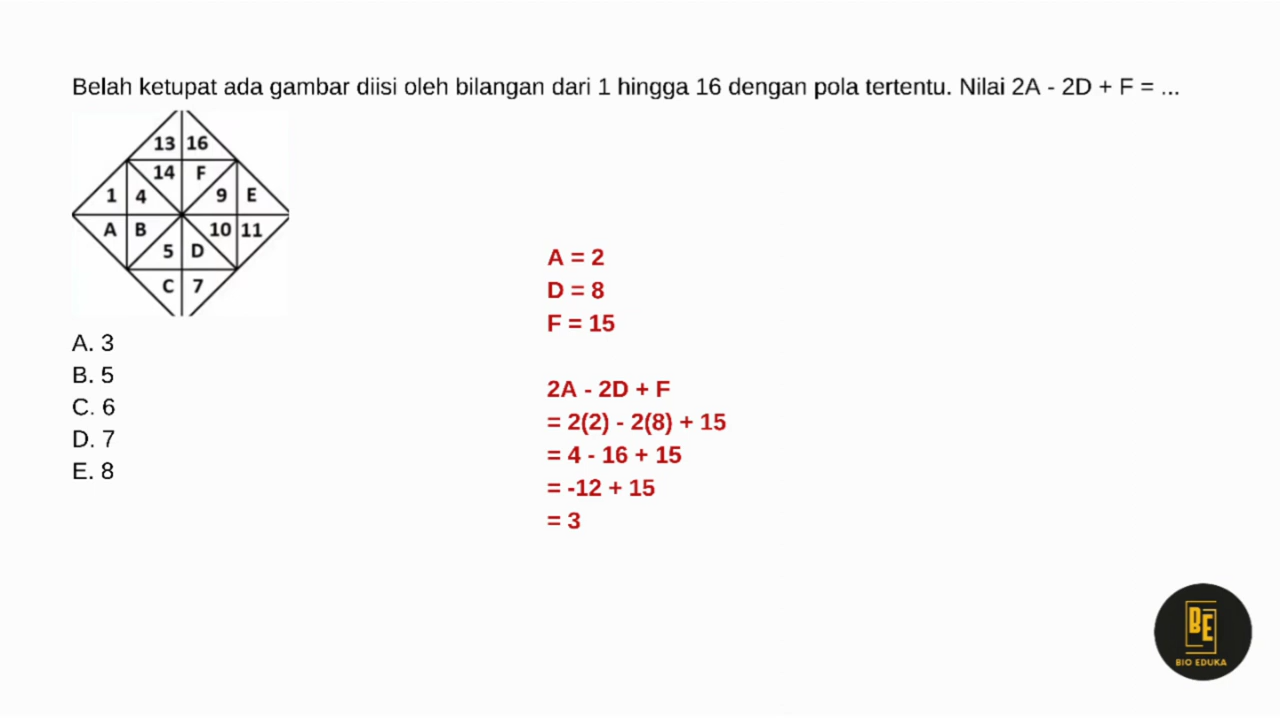 Belah ketupat ada gambar diisi oleh bilangan dari 1 hingga 16 dengan pola tertentu. Nilai 2A - 2D + F = ...
13 16
14 F
1 4 9 E
A B 10 11
5 D
C 7
A = 2
D = 8
F = 15
A. 3
B. 5
C. 6
D. 7
E. 8
2A - 2D + F
= 2(2) - 2(8) + 15
= 4 - 16 + 15
= -12 + 15
= 3
BE
BIO EDUKA